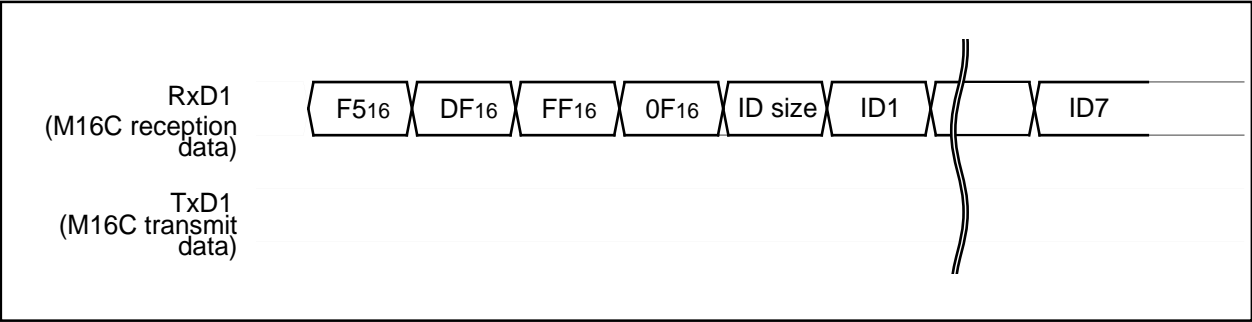 RxD1
(M16C reception
data)
F516 DF16 FF16 0F16 ID size ID1 ID7
TxD1
(M16C transmit
data)